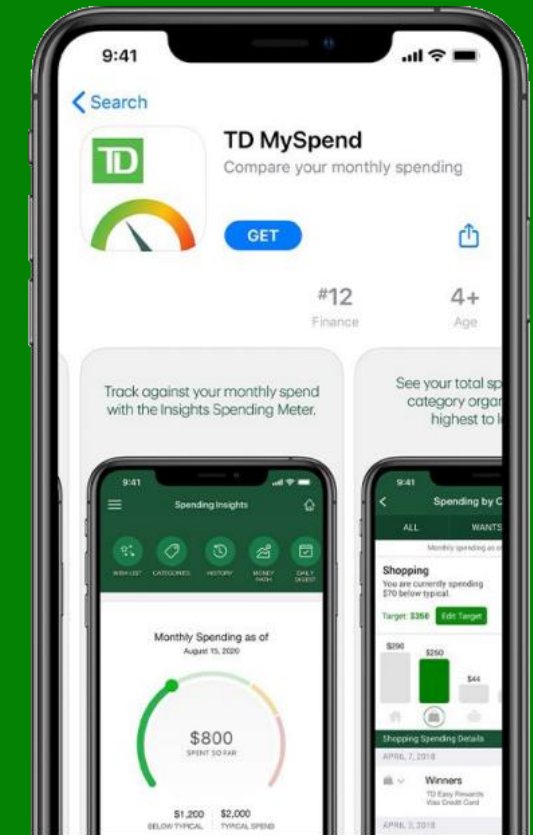 9:41
Search
TD
TD MySpend
Compare your monthly spending
GET
#12
4+
Finance
Age
Track against your monthly spend
with the Insights Spending Meter.
See your total sp
category organ
highest to l
9:41
Spending Insights
WISH LIST
CATEGORIES
HISTORY
MONEY
PATH
DAILY
DIGEST
Monthly Spending as of
August 15, 2020
$800
SPENT SO FAR
$1,200
$2,000
BELOW TYPICAL
TYPICAL SPEND
9:41
Spending by C
ALL
WANTS
Monthly spending as o
Shopping
You are currently spending
$70 below typical.
Target: $350
Edit Target
$290
$250
$44
Shopping Spending Details
APRIL 7, 2018
Winners
TD Easy Rewards
Visa Credit Card
APRIL 3, 2018